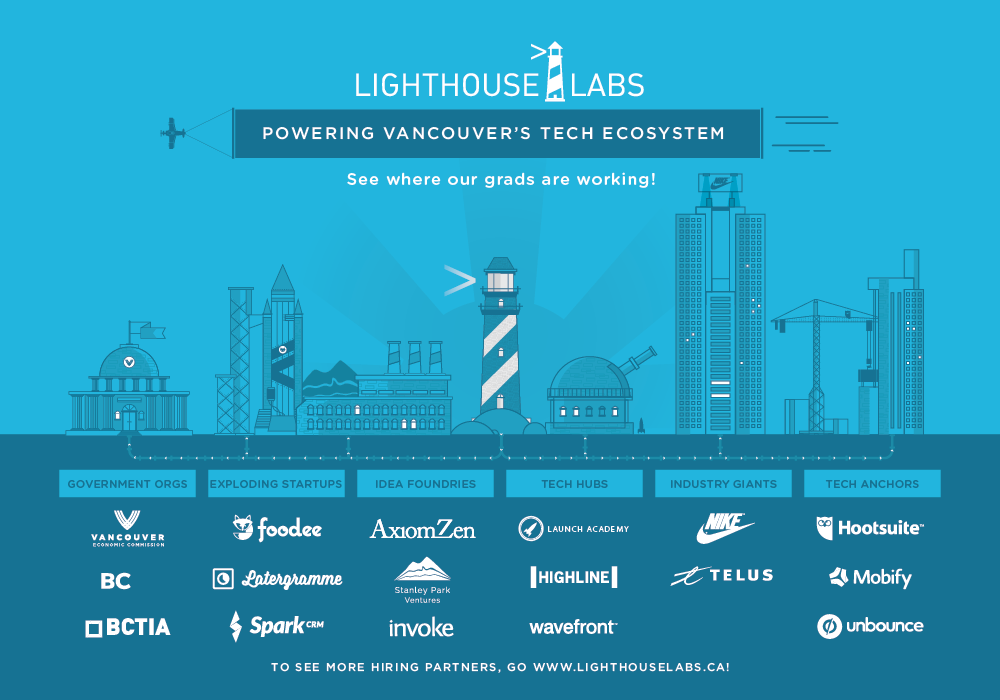 LIGHTHOUSE LABS
POWERING VANCOUVER'S TECH ECOSYSTEM
See where our grads are working!
GOVERNMENT ORGS
EXPLODING STARTUPS
IDEA FOUNDRIES
TECH HUBS
INDUSTRY GIANTS
TECH ANCHORS
VANCOUVER
ECONOMIC COMMISSION
foodee
AxiomZen
LAUNCH ACADEMY
NIKE
Hootsuite™
BC
Latergramme
Stanley Park
Ventures
HIGHLINE
TELUS
Mobify
BCTIA
Spark CRM
invoke
wavefront™
unbounce
TO SEE MORE HIRING PARTNERS, GO WWW.LIGHTHOUSELABS.CA!